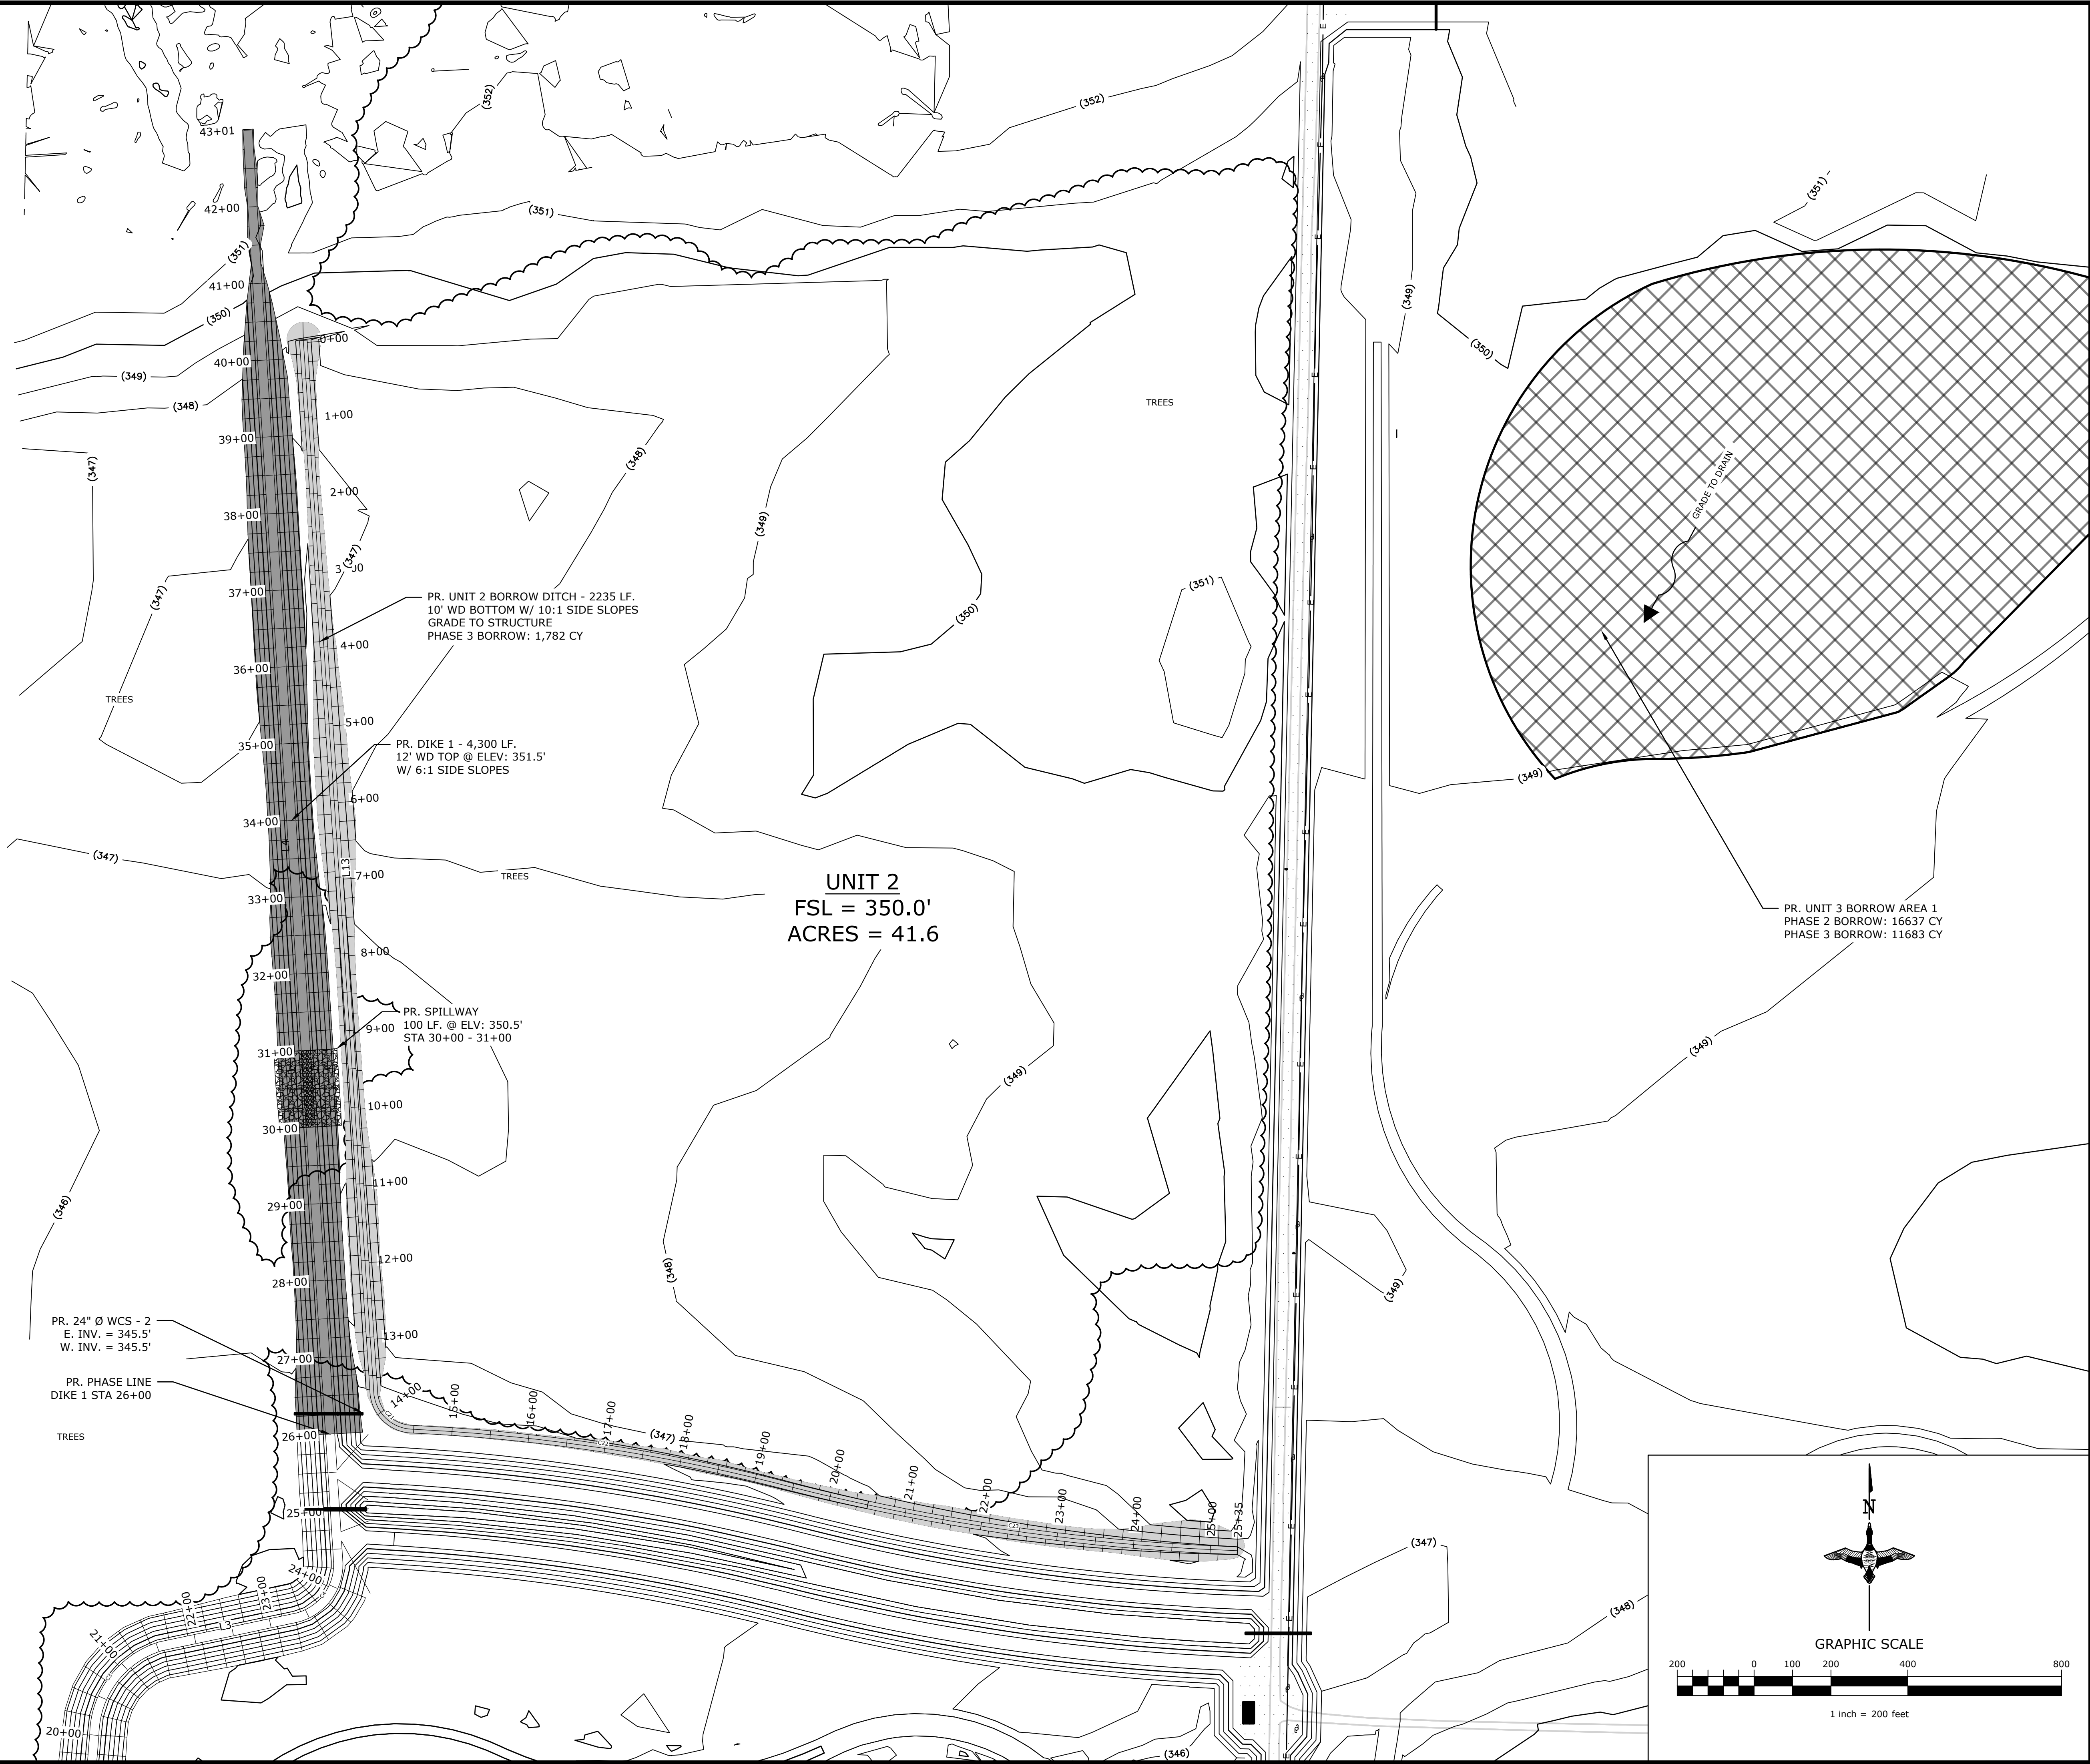 (352)
(352)
43+01
42+00
(351)
(351)
(351)
41+00
(350)
(349)
(350)
0+00
40+00
(349)
(348)
TREES
1+00
39+00
(347)
(348)
2+00
38+00
(349)
GRADE TO DRAIN
(347)
37+00
(347)
(351)
PR. UNIT 2 BORROW DITCH - 2235 LF.
10' WD BOTTOM W/ 10:1 SIDE SLOPES
GRADE TO STRUCTURE
PHASE 3 BORROW: 1,782 CY
(350)
4+00
36+00
TREES
5+00
35+00
PR. DIKE 1 - 4,300 LF.
12' WD TOP @ ELEV: 351.5'
W/ 6:1 SIDE SLOPES
(349)
6+00
34+00
(347)
L13
7+00
TREES
UNIT 2
FSL = 350.0'
ACRES = 41.6
33+00
PR. UNIT 3 BORROW AREA 1
PHASE 2 BORROW: 16637 CY
PHASE 3 BORROW: 11683 CY
8+00
32+00
PR. SPILLWAY
100 LF. @ ELV: 350.5'
STA 30+00 - 31+00
9+00
31+00
(349)
(349)
10+00
30+00
11+00
(346)
29+00
12+00
(348)
28+00
(349)
PR. 24" Ø WCS - 2
E. INV. = 345.5'
W. INV. = 345.5'
13+00
27+00
PR. PHASE LINE
DIKE 1 STA 26+00
14+00
15+00
16+00
17+00
(347)
18+00
19+00
20+00
21+00
22+00
23+00
24+00
25+00
25+35
TREES
26+00
25+00
24+00
23+00
22+00
L3
21+00
20+00
(347)
(348)
(346)
N
GRAPHIC SCALE
200 0 100 200 400 800
1 inch = 200 feet